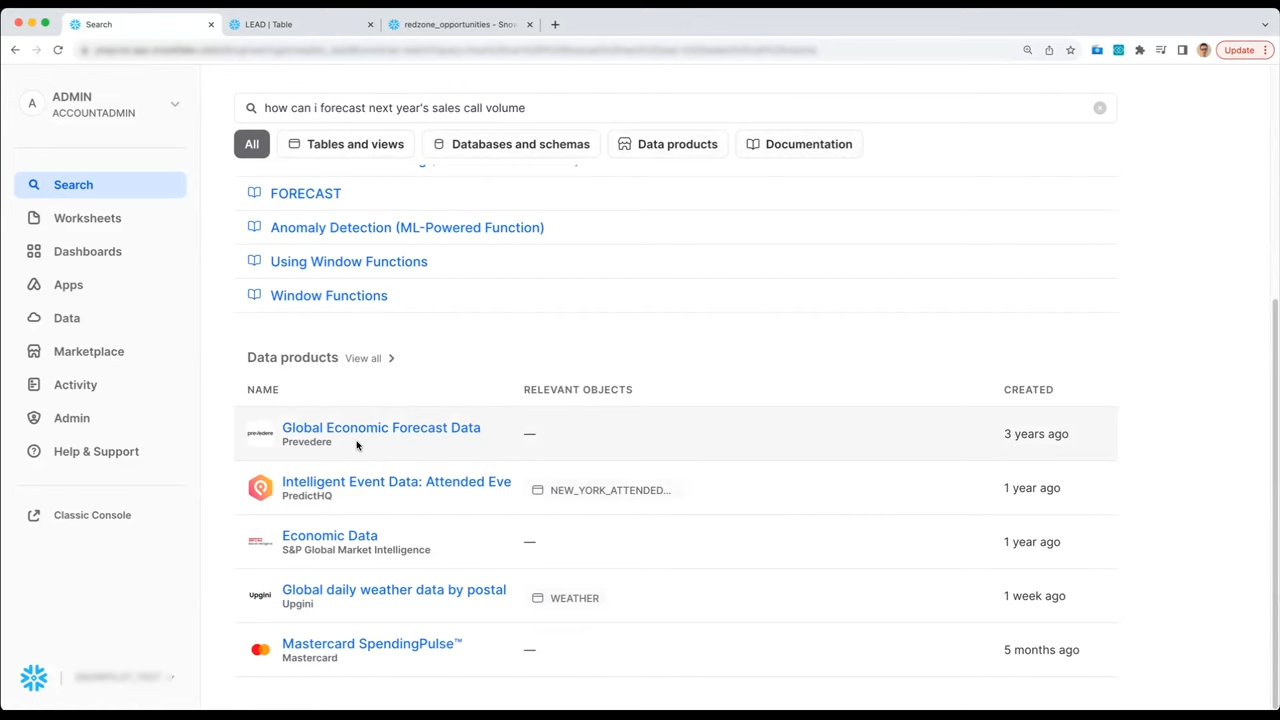 Search
LEAD | Table
redzone_opportunities - Snow
Update
A
ADMIN
ACCOUNTADMIN
how can i forecast next year's sales call volume
All
Tables and views
Databases and schemas
Data products
Documentation
Search
Worksheets
Dashboards
Apps
Data
Marketplace
Activity
Admin
Help & Support
Classic Console
FORECAST
Anomaly Detection (ML-Powered Function)
Using Window Functions
Window Functions
Data products View all
NAME RELEVANT OBJECTS CREATED
prevedere
Global Economic Forecast Data
Prevedere
—
3 years ago
Intelligent Event Data: Attended Eve
PredictHQ
NEW_YORK_ATTENDED...
1 year ago
Economic Data
S&P Global Market Intelligence
—
1 year ago
Upgini
Global daily weather data by postal
Upgini
WEATHER
1 week ago
Mastercard SpendingPulse™
Mastercard
—
5 months ago